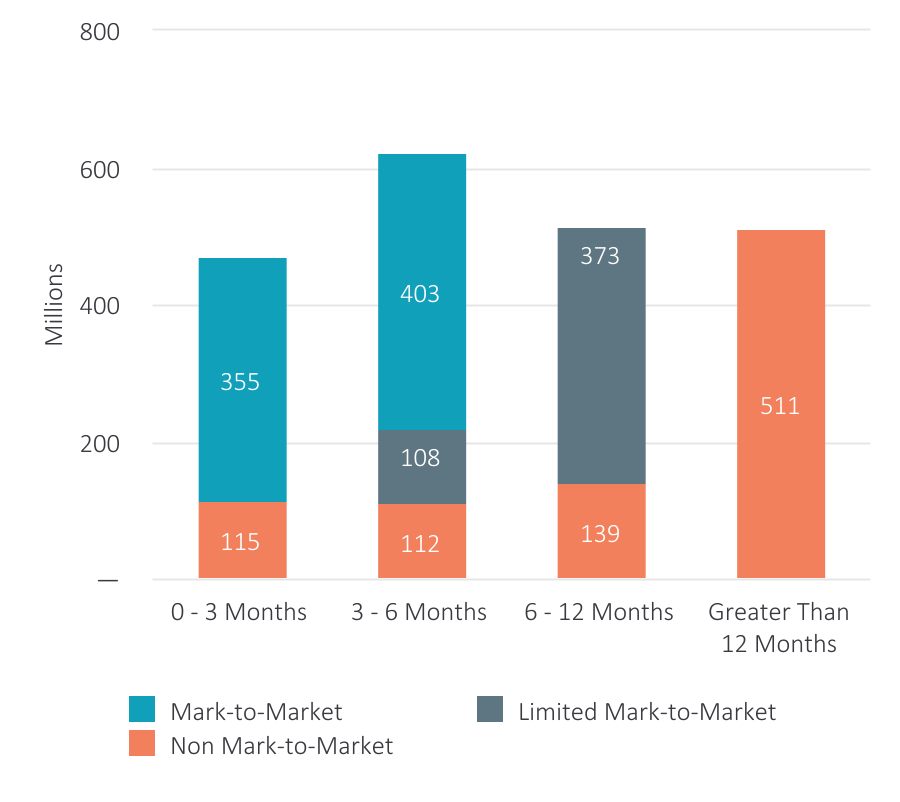 800
600
400
200
—
Millions
403
373
355
511
108
115
112
139
0 - 3 Months
3 - 6 Months
6 - 12 Months
Greater Than
12 Months
Mark-to-Market
Limited Mark-to-Market
Non Mark-to-Market